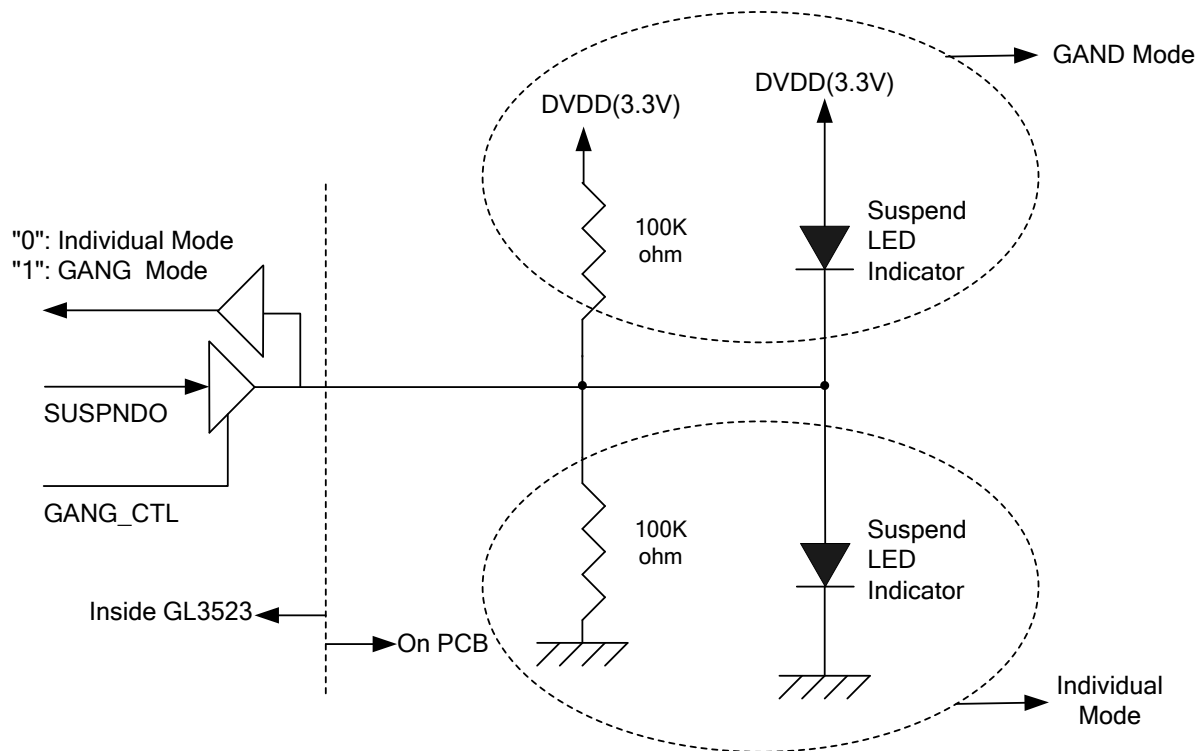 GAND Mode
DVDD(3.3V)
DVDD(3.3V)
100K
ohm
Suspend
LED
Indicator
"0": Individual Mode
"1": GANG  Mode
SUSPNDO
GANG_CTL
100K
ohm
Suspend
LED
Indicator
Inside GL3523
On PCB
Individual
Mode